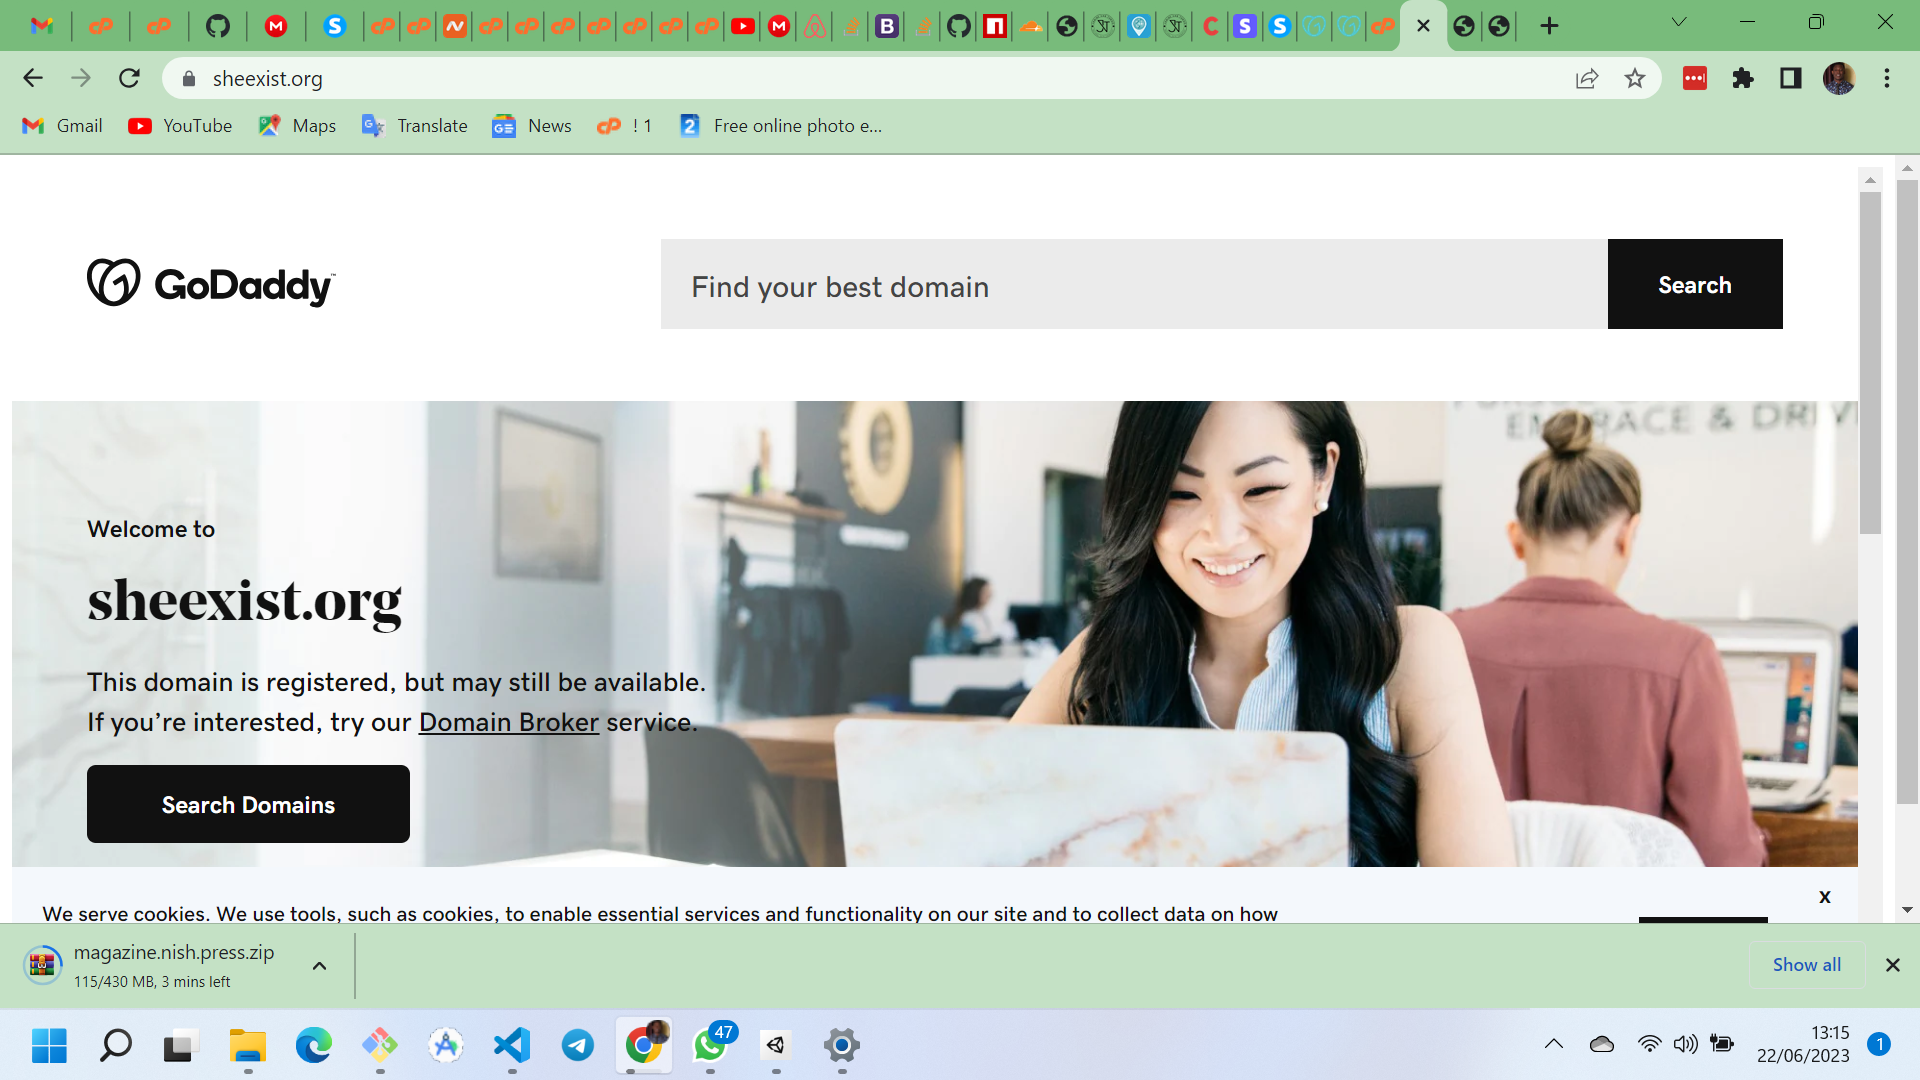 sheexist.org
Gmail
YouTube
Maps
Translate
News
! 1
Free online photo e...
GoDaddy
Find your best domain
Search
EMBRACE & DRIV
Welcome to
sheexist.org
This domain is registered, but may still be available.
If you're interested, try our Domain Broker service.
Search Domains
We serve cookies. We use tools, such as cookies, to enable essential services and functionality on our site and to collect data on how
x
magazine.nish.press.zip
115/430 MB, 3 mins left
Show all
47
13:15
22/06/2023
1